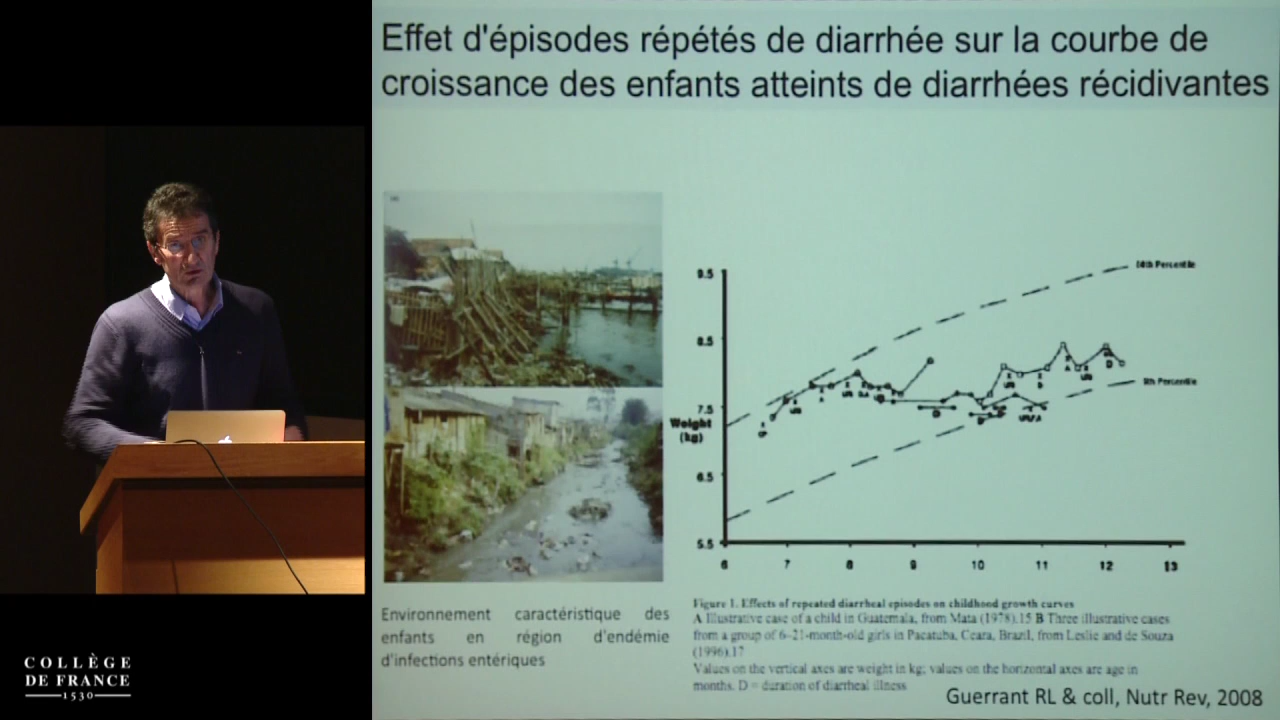 Effet d'épisodes répétés de diarrhée sur la courbe de
croissance des enfants atteints de diarrhées récidivantes
9.5
8.5
7.5
Weight
(kg)
6.5
5.5
6 7 8 9 10 11 12 13
Percentile
Percentile
Environnement caractéristique des
enfants en région d'endémie
d'infections entériques
Figure 1. Effects of repeated diarrheal episodes on childhood growth curves
A Illustrative case of a child in Guatemala, from Mata (1978).15 B Three illustrative cases
from a group of 6–21-month-old girls in Pacatuba, Ceara, Brazil, from Leslie and de Souza
(1996).17
Values on the vertical axes are weight in kg; values on the horizontal axes are age in
months. D = duration of diarrheal illness
Guerrant RL & coll, Nutr Rev, 2008
COLLÈGE
DE FRANCE
1530